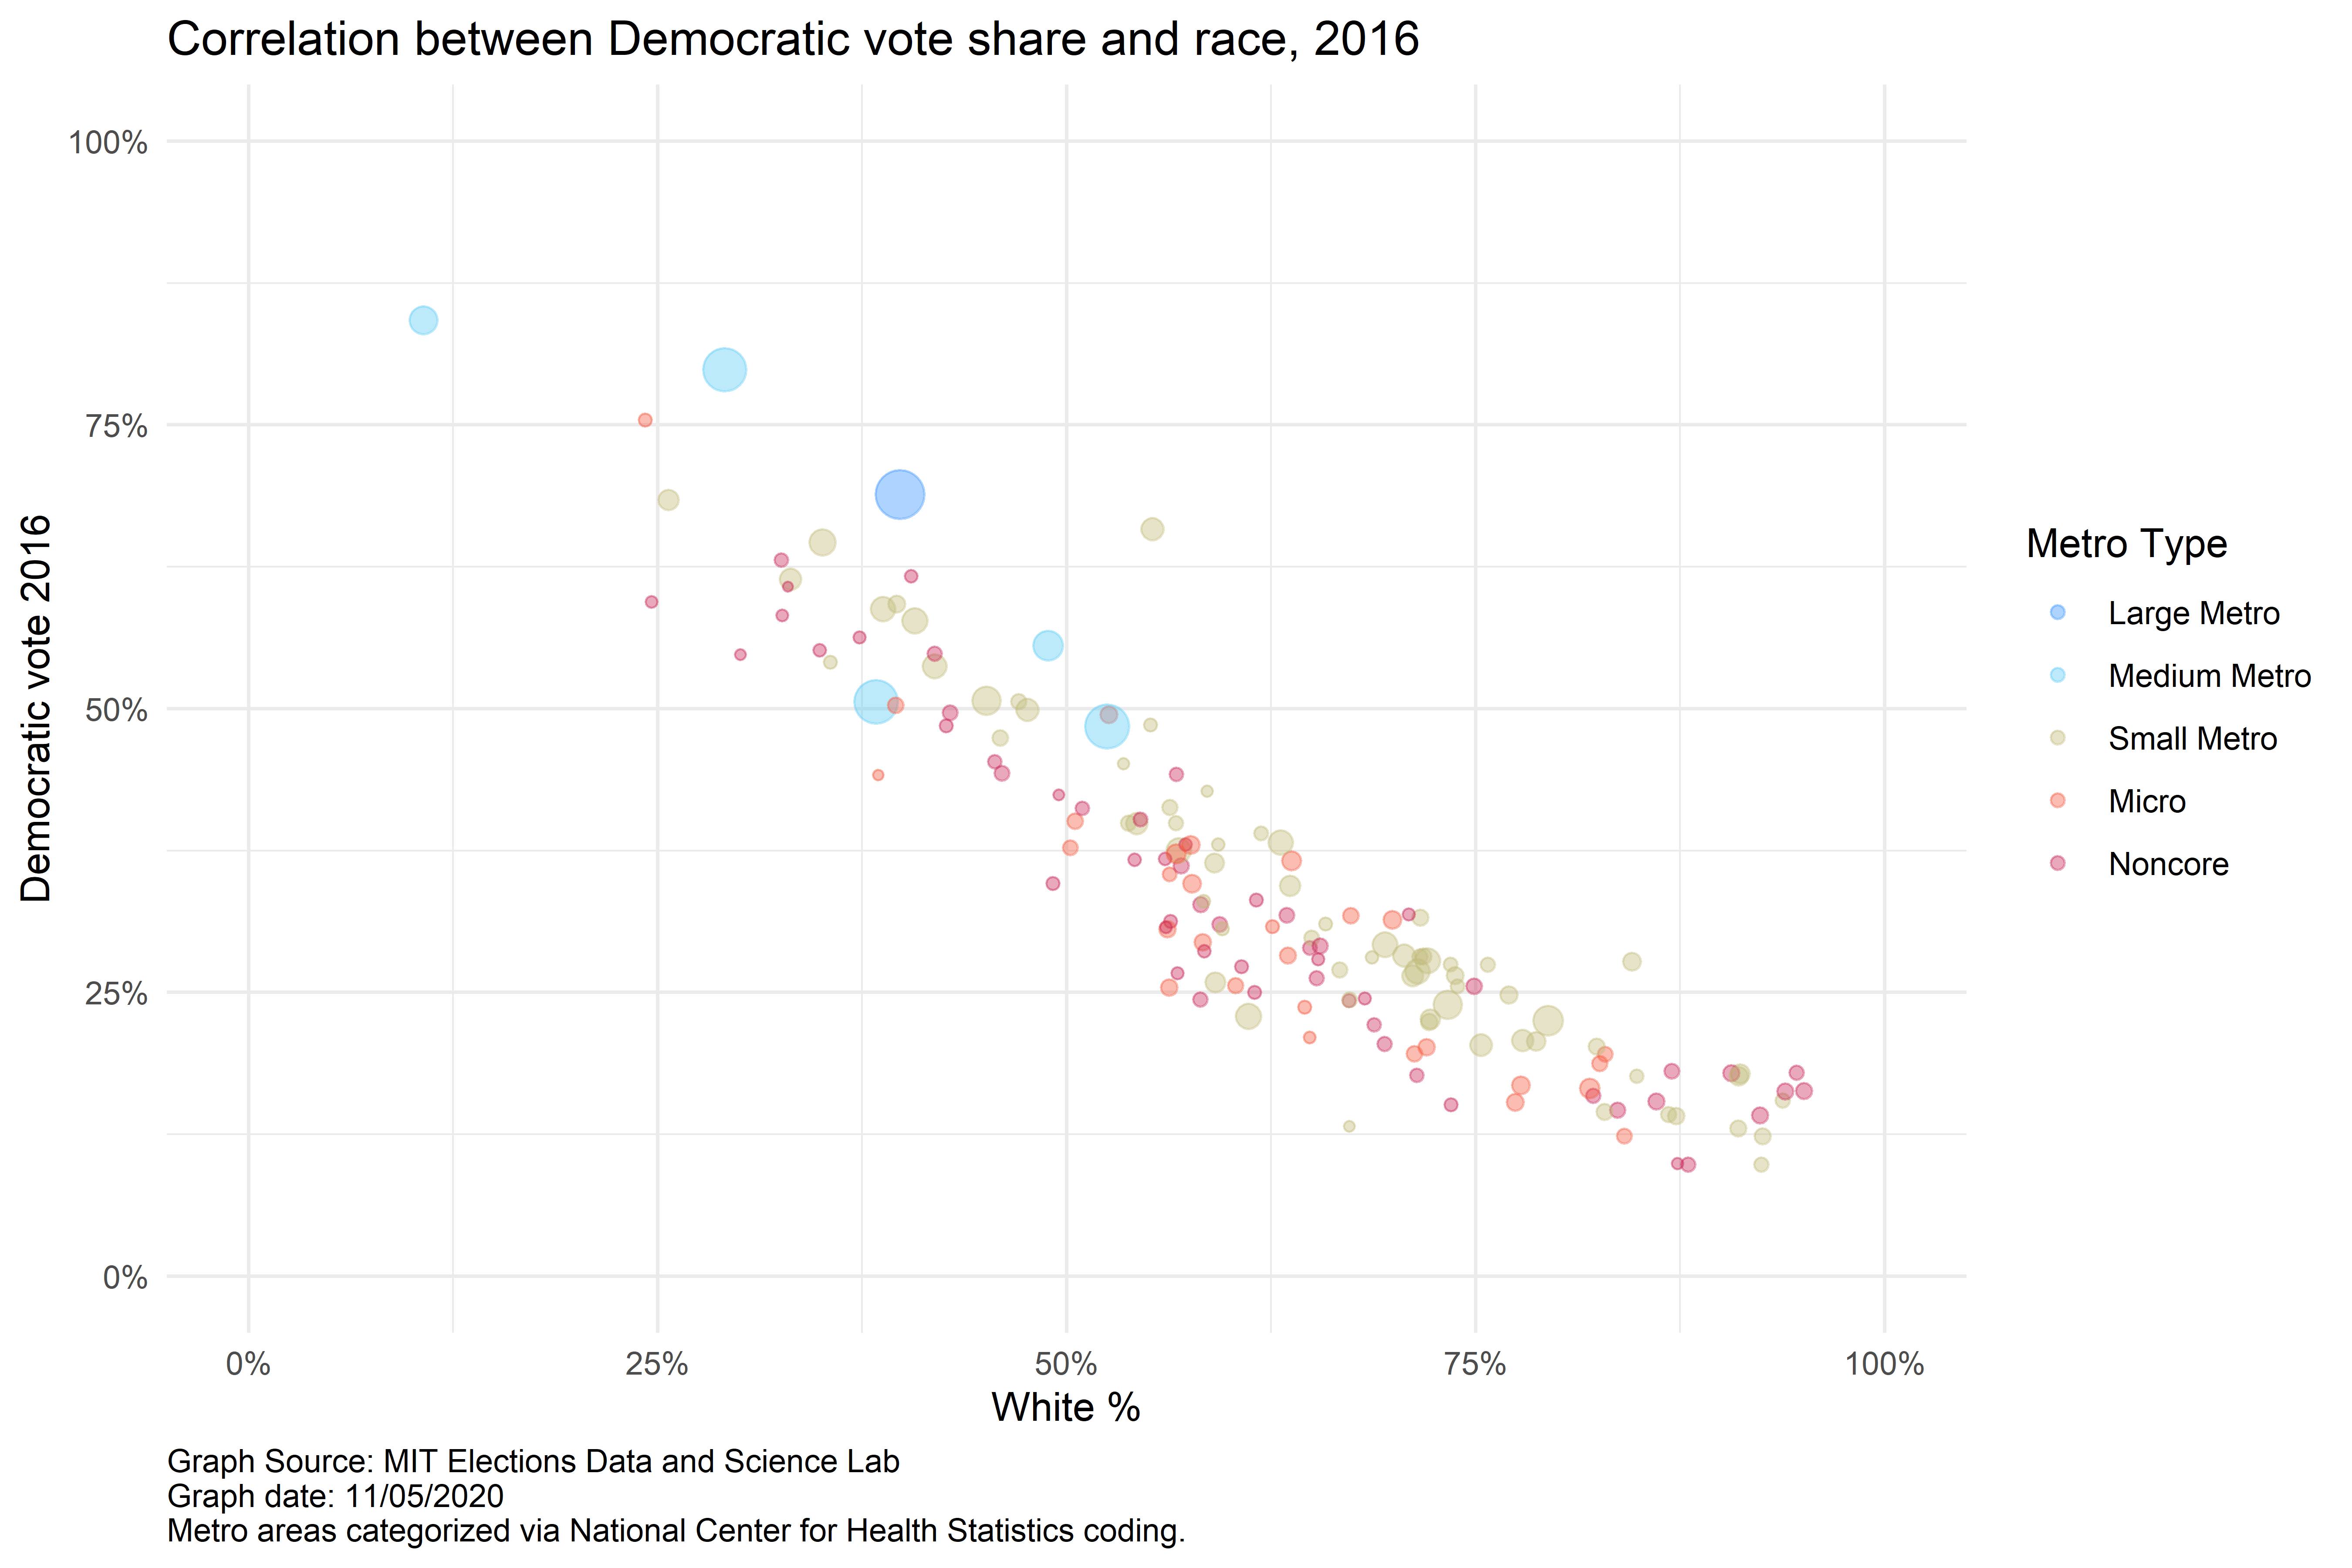 Correlation between Democratic vote share and race, 2016
100%
75%
50%
25%
0%
Democratic vote 2016
0%
25%
50%
75%
100%
White %
Metro Type
Large Metro
Medium Metro
Small Metro
Micro
Noncore
Graph Source: MIT Elections Data and Science Lab
Graph date: 11/05/2020
Metro areas categorized via National Center for Health Statistics coding.